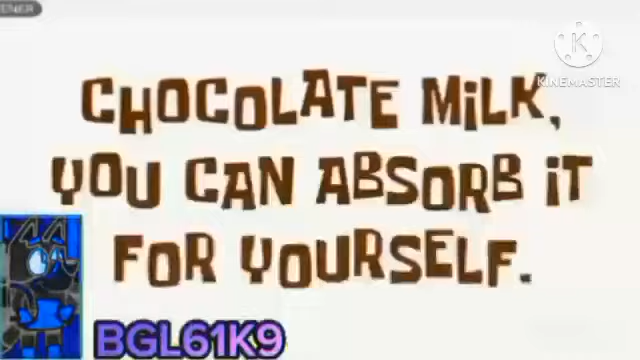 K
KINEMASTER
CHOCOLATE MiLK,
YOU CAN ABSORB iT
FOR YOURSELF.
BGL61K9